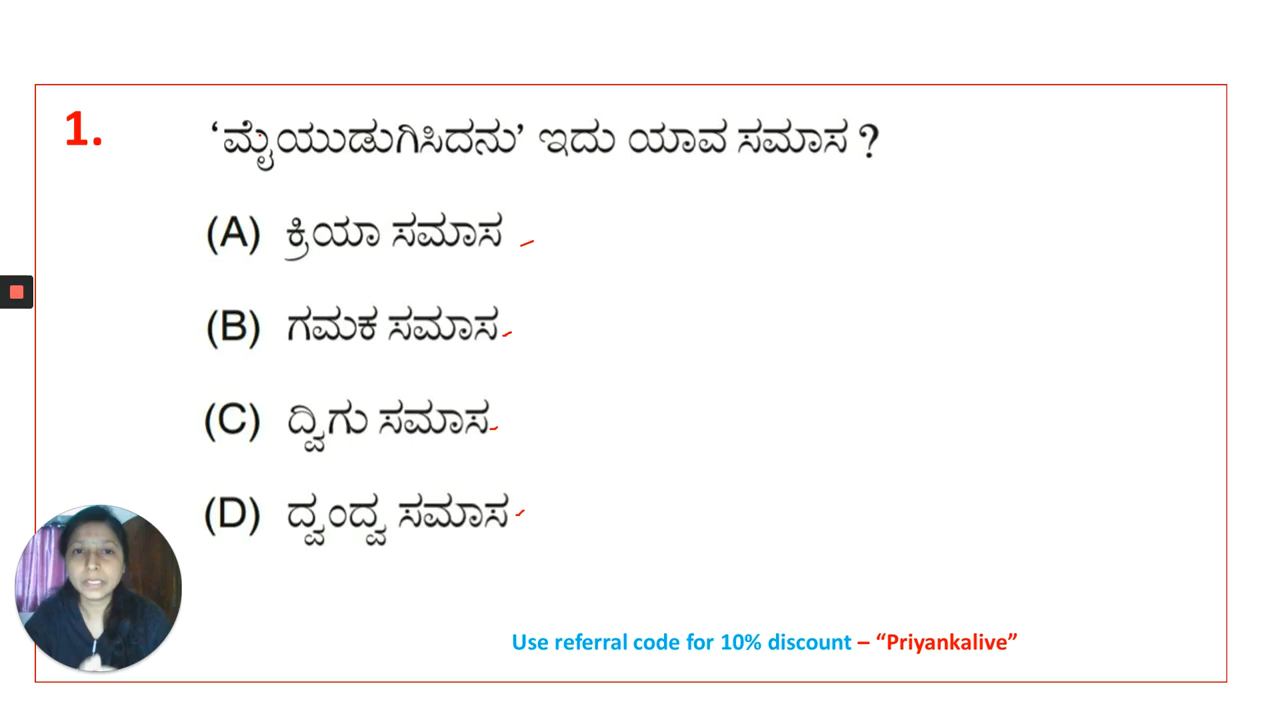 1.
‘ಮೈಯುಡುಗಿಸಿದನು’ ಇದು ಯಾವ ಸಮಾಸ ?
(A) ಕ್ರಿಯಾ ಸಮಾಸ
(B) ಗಮಕ ಸಮಾಸ
(C) ದ್ವಿಗು ಸಮಾಸ
(D) ದ್ವಂದ್ವ ಸಮಾಸ
Use referral code for 10% discount – “Priyankalive”